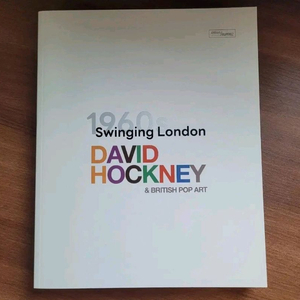 1960s
Swinging London
DAVID
HOCKNEY
& BRITISH POP ART